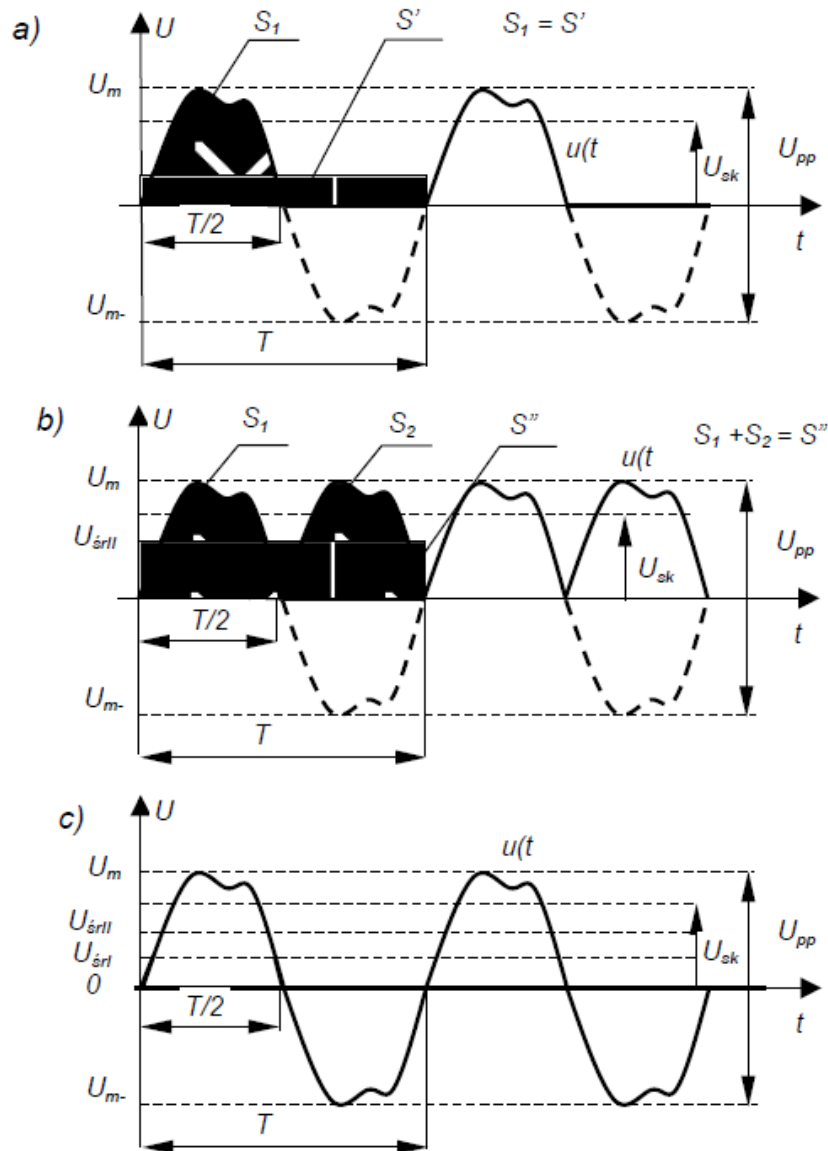 a)
U
S1
S'
S1 = S'
Um
u(t
Usk
Upp
T/2
t
Um-
T
b)
U
S1
S2
S"
S1 +S2 = S"
u(t
Um
UśrII
Usk
Upp
T/2
t
Um-
T
c)
U
u(t
Um
UśrII
UśrI
Usk
Upp
0
T/2
t
Um-
T